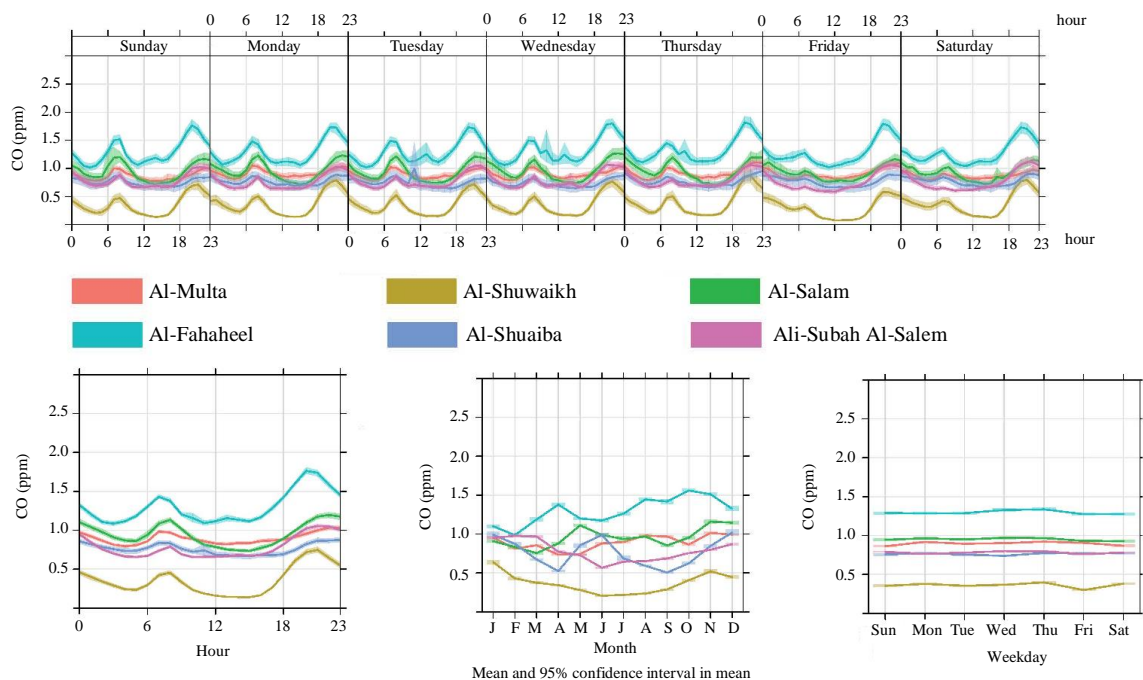 0 6 12 18 23 0 6 12 18 23 0 6 12 18 23 hour
0 6 12 18 23
Sunday Monday Tuesday Wednesday Thursday Friday Saturday
2.5
2.0
1.5
1.0
0.5
CO (ppm)
0 6 12 18 23 0 6 12 18 23 0 6 12 18 23 0 6 12 18 23 hour
Al-Multa Al-Shuwaikh Al-Salam
Al-Fahaheel Al-Shuaiba Ali-Subah Al-Salem
2.5 2.5 2.5
2.0 2.0 2.0
1.5 1.5 1.5
1.0 1.0 1.0
0.5 0.5 0.5
CO (ppm) CO (ppm) CO (ppm)
0 6 12 18 23 J F M A M J J A S O N D Sun Mon Tue Wed Thu Fri Sat
Hour Month Weekday
Mean and 95% confidence interval in mean